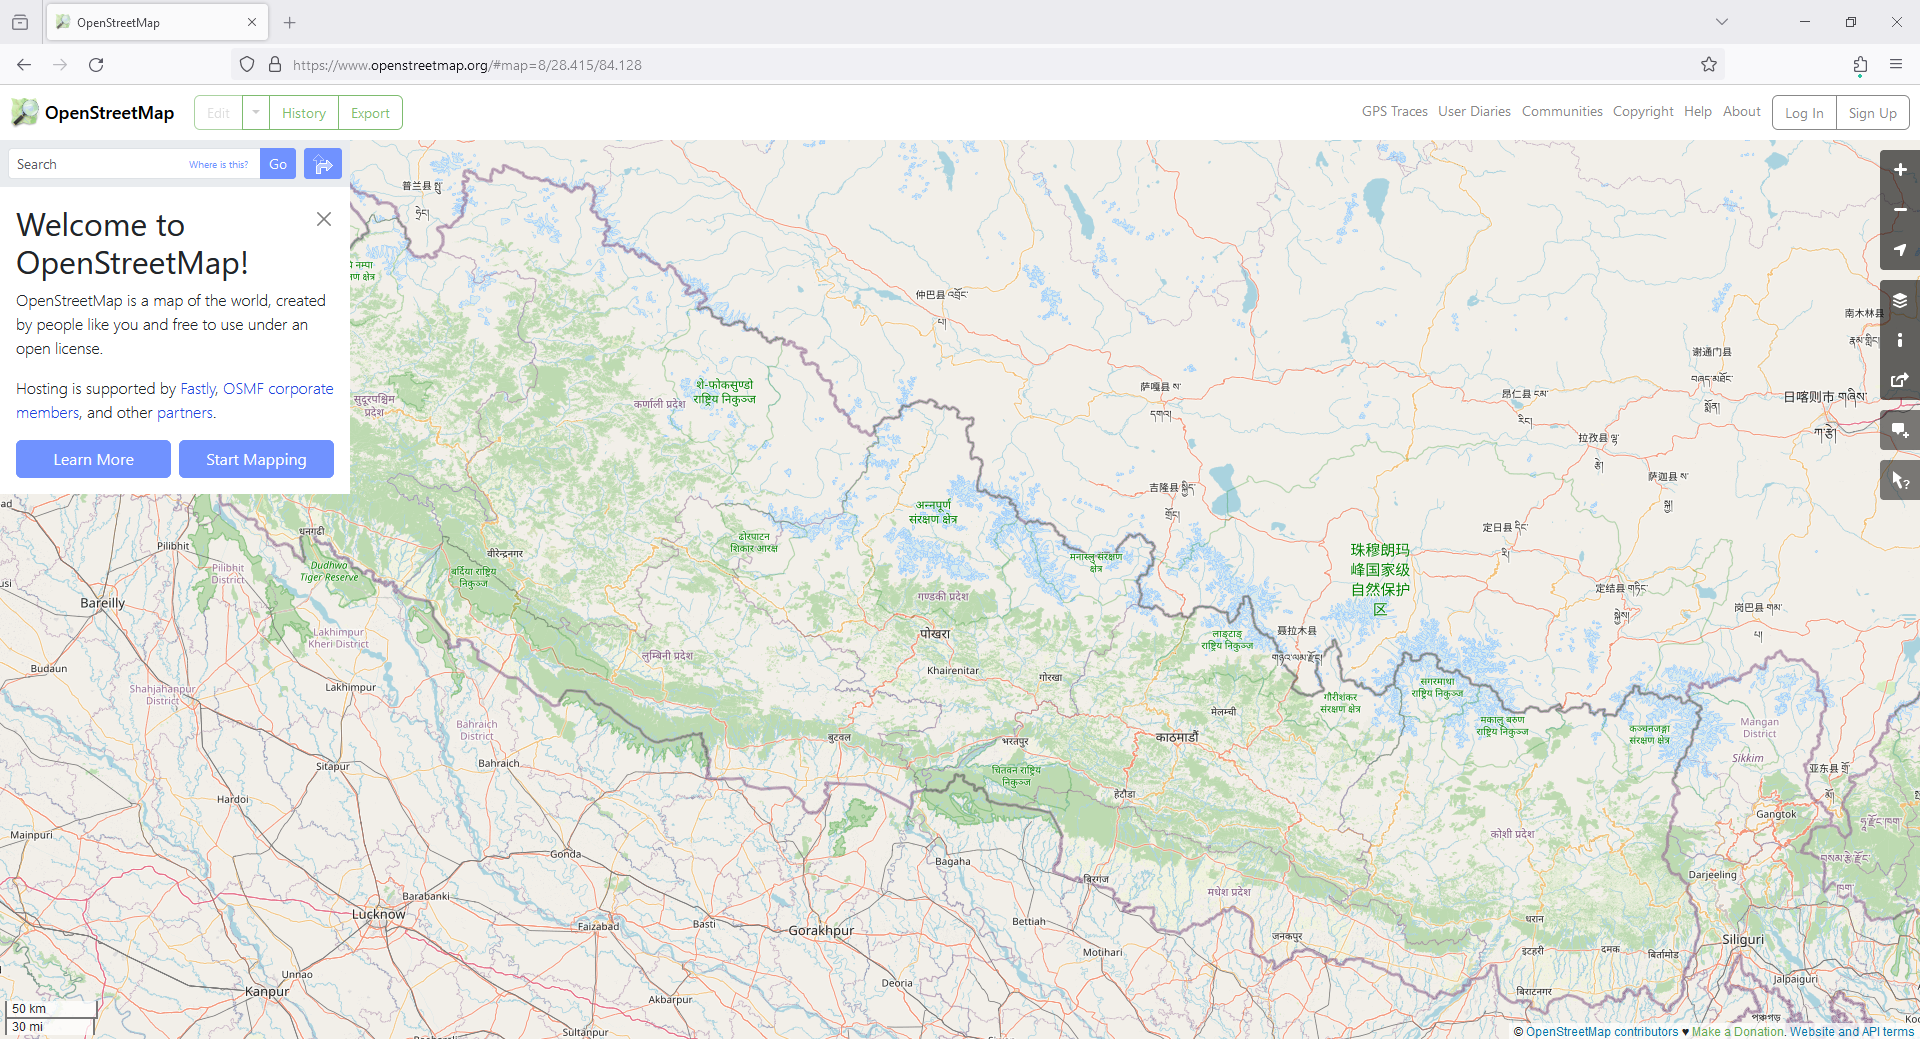 OpenStreetMap
https://www.openstreetmap.org/#map=8/28.415/84.128
OpenStreetMap
Edit
History
Export
GPS Traces
User Diaries
Communities
Copyright
Help
About
Log In
Sign Up
Search
Where is this?
Go
Welcome to
OpenStreetMap!
OpenStreetMap is a map of the world, created
by people like you and free to use under an
open license.
Hosting is supported by Fastly, OSMF corporate
members, and other partners.
Learn More
Start Mapping
普兰县
仲巴县
萨嘎县
吉隆县
昂仁县
谢通门县
南木林县
日喀则市
拉孜县
萨迦县
定日县
定结县
岗巴县
聂拉木县
亚东县
珠穆朗玛
峰国家级
自然保护
区
सुदूरपश्चिम
प्रदेश
कर्णाली प्रदेश
शे-फोकसुण्डो
राष्ट्रिय निकुञ्ज
अन्नपूर्ण
संरक्षण क्षेत्र
ढोरपाटन
शिकार आरक्ष
मनास्लु संरक्षण
क्षेत्र
गण्डकी प्रदेश
पोखरा
Khairenitar
गोरखा
लाङटाङ
राष्ट्रिय निकुञ्ज
गौरीशंकर
संरक्षण क्षेत्र
सगरमाथा
राष्ट्रिय निकुञ्ज
मकालु बरुण
राष्ट्रिय निकुञ्ज
कञ्चनजङ्घा
संरक्षण क्षेत्र
Mangan
District
Sikkim
मेलम्ची
काठमाडौं
धनगढी
वीरेन्द्रनगर
बर्दिया राष्ट्रिय
निकुञ्ज
Pilibhit
Pilibhit
District
Dudhwa
Tiger Reserve
Bareilly
Lakhimpur
Kheri District
Budaun
Shahjahanpur
District
Lakhimpur
लुम्बिनी प्रदेश
Bahraich
District
बुटवल
भरतपुर
चितवन राष्ट्रिय
निकुञ्ज
हेटौडा
Sitapur
Bahraich
Hardoi
Mainpuri
Gonda
Bagaha
बिरगंज
मधेश प्रदेश
कोशी प्रदेश
Gangtok
Darjeeling
Barabanki
Lucknow
Faizabad
Basti
Gorakhpur
Bettiah
Motihari
जनकपुर
धरान
इटहरी
दमक
बिर्तामोड
Siliguri
Jalpaiguri
Unnao
Kanpur
Akbarpur
Deoria
Sultanpur
बिराटनगर
পঞ্চগড়
50 km
30 mi
© OpenStreetMap contributors ♥ Make a Donation. Website and API terms